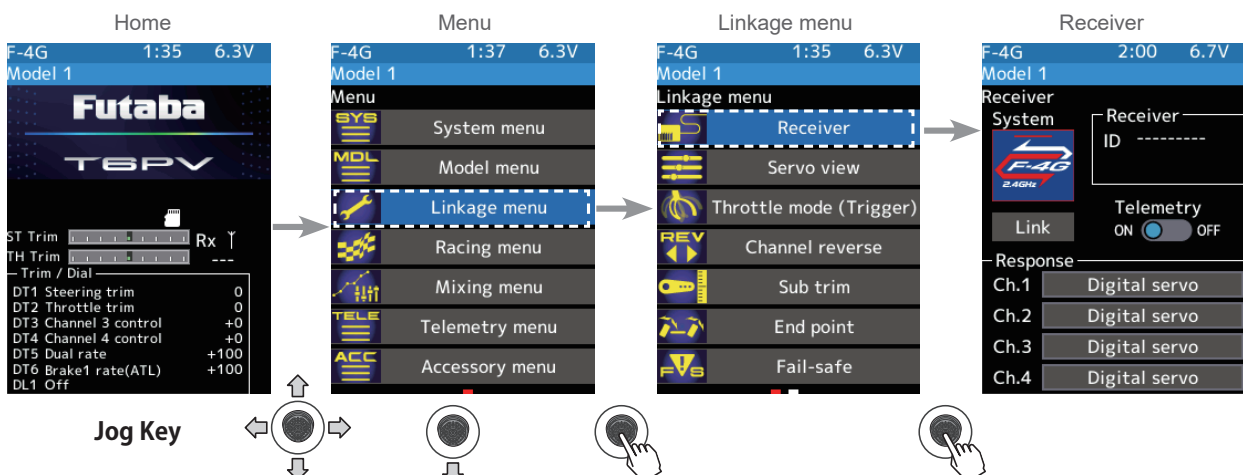 Home
F-4G 1:35 6.3V
Model 1
Futaba
T6PV
ST Trim
Rx
TH Trim
---
Trim / Dial
DT1 Steering trim 0
DT2 Throttle trim 0
DT3 Channel 3 control +0
DT4 Channel 4 control +0
DT5 Dual rate +100
DT6 Brake1 rate(ATL) +100
DL1 Off
Jog Key
Menu
F-4G 1:37 6.3V
Model 1
Menu
SYS System menu
MDL Model menu
Linkage menu
Racing menu
Mixing menu
TELE Telemetry menu
ACC Accessory menu
Linkage menu
F-4G 1:35 6.3V
Model 1
Linkage menu
Receiver
Servo view
Throttle mode (Trigger)
REV Channel reverse
Sub trim
End point
F/S Fail-safe
Receiver
F-4G 2:00 6.7V
Model 1
Receiver
System
F-4G
2.4GHz
Link
Receiver
ID ---------
Telemetry
ON OFF
Response
Ch.1 Digital servo
Ch.2 Digital servo
Ch.3 Digital servo
Ch.4 Digital servo